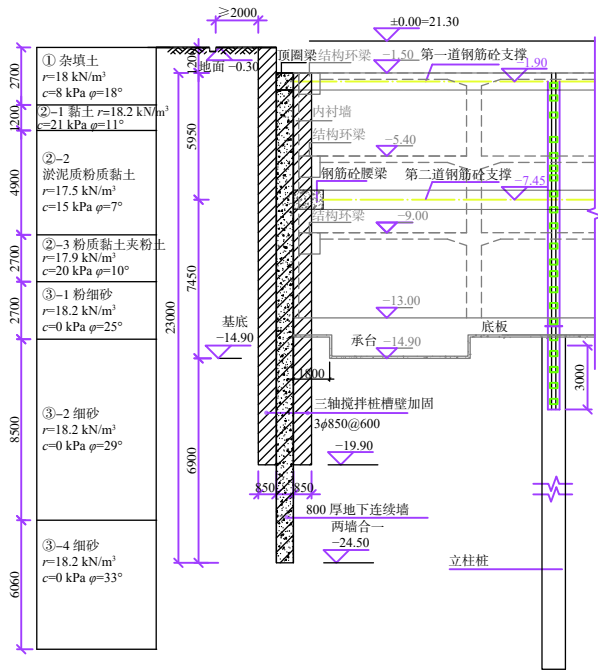 ≥2000
±0.00=21.30
2700
① 杂填土
r=18 kN/m³
c=8 kPa φ=18°
1200
地面 −0.30
顶圈梁
结构环梁
−1.50
第一道钢筋砼支撑
−1.90
1200
②−1 黏土 r=18.2 kN/m³
c=21 kPa φ=11°
内衬墙
结构环梁
−5.40
5950
4900
②−2
淤泥质粉质黏土
r=17.5 kN/m³
c=15 kPa φ=7°
钢筋砼腰梁
第二道钢筋砼支撑
−7.45
结构环梁
−9.00
2700
②−3 粉质黏土夹粉土
r=17.9 kN/m³
c=20 kPa φ=10°
7450
23000
2700
③−1 粉细砂
r=18.2 kN/m³
c=0 kPa φ=25°
基底
−14.90
−13.00
底板
承台
−14.90
1800
3000
8500
③−2 细砂
r=18.2 kN/m³
c=0 kPa φ=29°
三轴搅拌桩槽壁加固
3ϕ850@600
6900
−19.90
850
850
800 厚地下连续墙
两墙合一
−24.50
6060
③−4 细砂
r=18.2 kN/m³
c=0 kPa φ=33°
立柱桩